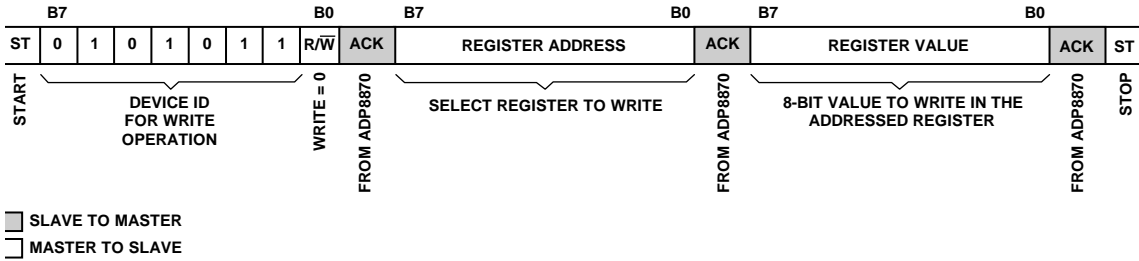 B7 B0 B7 B0 B7 B0
ST 0 1 0 1 0 1 1 R/W̅ ACK REGISTER ADDRESS ACK REGISTER VALUE ACK ST
START
DEVICE ID
FOR WRITE
OPERATION
WRITE = 0
FROM ADP8870
SELECT REGISTER TO WRITE
FROM ADP8870
8-BIT VALUE TO WRITE IN THE
ADDRESSED REGISTER
FROM ADP8870
STOP
SLAVE TO MASTER
MASTER TO SLAVE